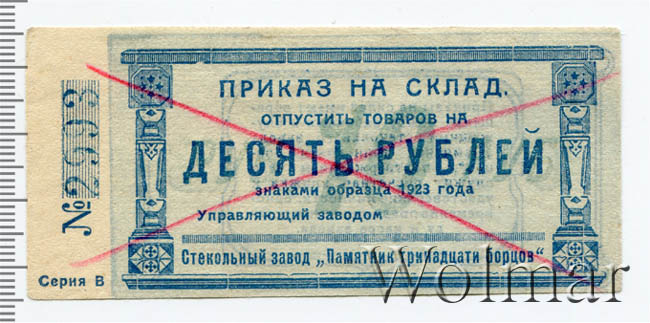 ПРИКАЗ НА СКЛАД.
ОТПУСТИТЬ ТОВАРОВ НА
ДЕСЯТЬ РУБЛЕЙ
знаками образца 1923 года
Управляющий заводом
Стекольный завод „Памятник тринадцати борцов“
№ 2993
Серия В
Wolmar